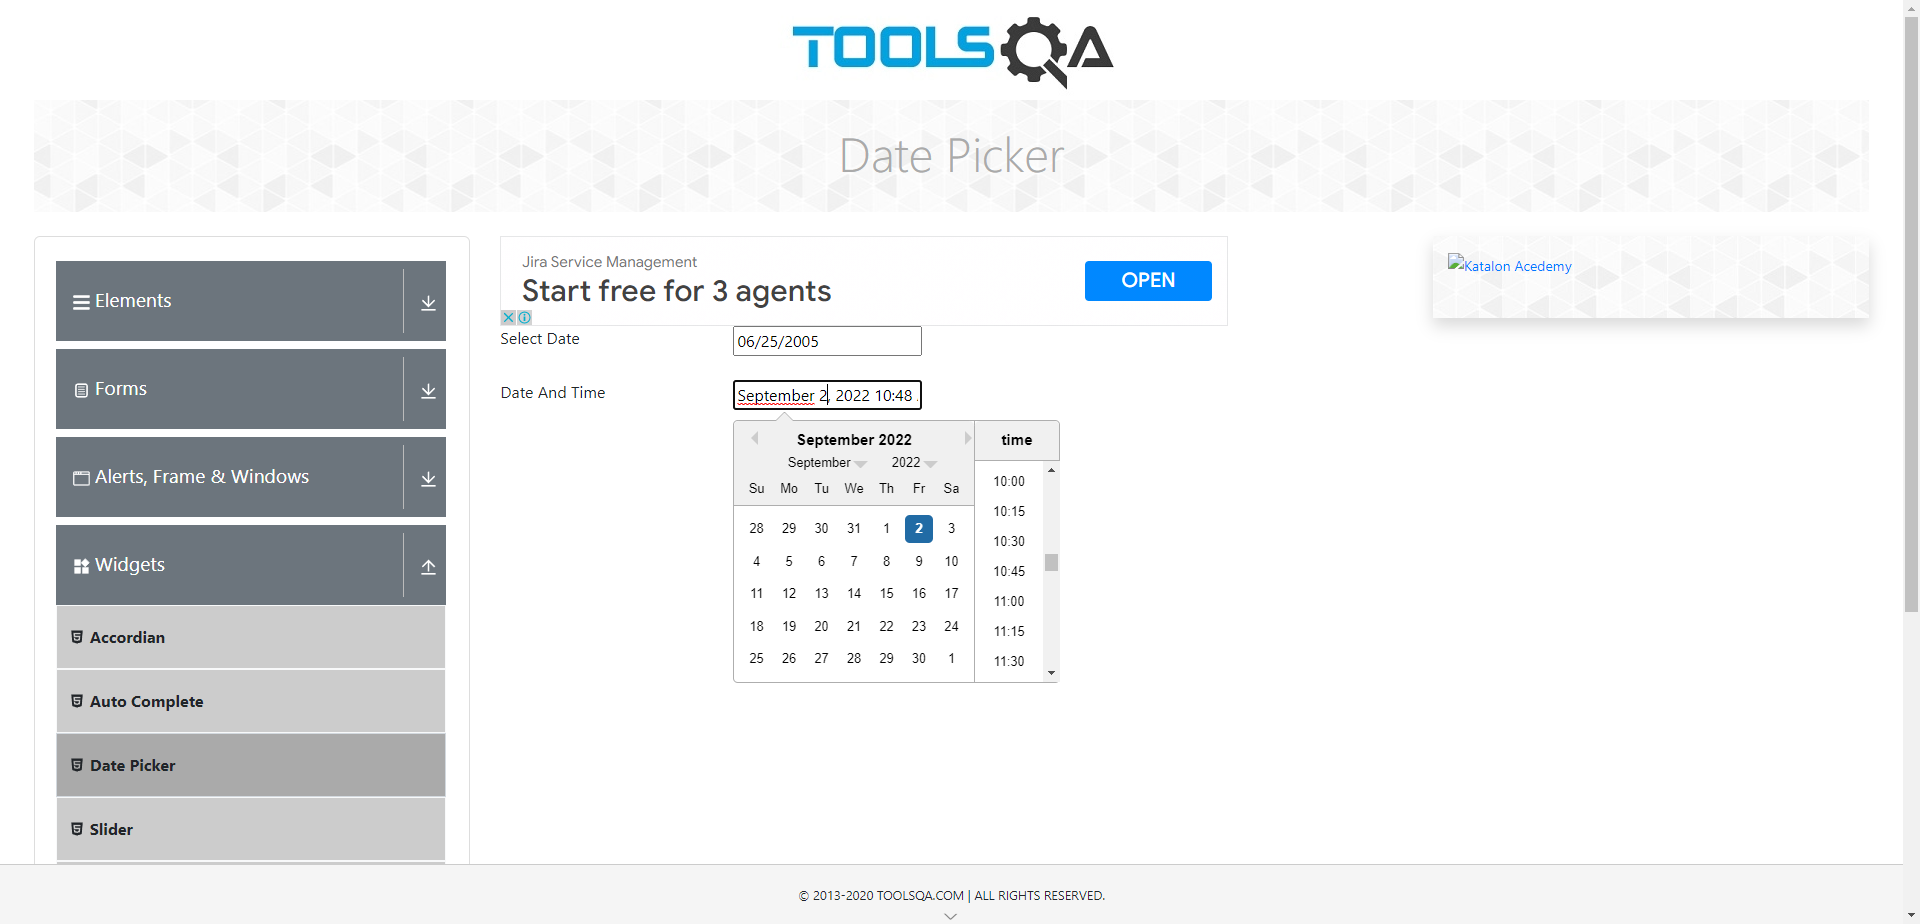 TOOLSQA
Date Picker
Elements
Forms
Alerts, Frame & Windows
Widgets
Accordian
Auto Complete
Date Picker
Slider
Jira Service Management
Start free for 3 agents
OPEN
Select Date
06/25/2005
Date And Time
September 2, 2022 10:48
September 2022
September 2022
Su Mo Tu We Th Fr Sa
28 29 30 31 1 2 3
4 5 6 7 8 9 10
11 12 13 14 15 16 17
18 19 20 21 22 23 24
25 26 27 28 29 30 1
time
10:00
10:15
10:30
10:45
11:00
11:15
11:30
Katalon Acedemy
© 2013-2020 TOOLSQA.COM | ALL RIGHTS RESERVED.